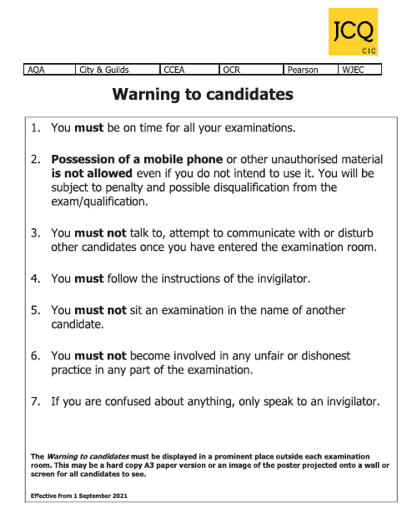 JCQ
CIC
AQA City & Guilds CCEA OCR Pearson WJEC
Warning to candidates
1. You must be on time for all your examinations.
2. Possession of a mobile phone or other unauthorised material
is not allowed even if you do not intend to use it. You will be
subject to penalty and possible disqualification from the
exam/qualification.
3. You must not talk to, attempt to communicate with or disturb
other candidates once you have entered the examination room.
4. You must follow the instructions of the invigilator.
5. You must not sit an examination in the name of another
candidate.
6. You must not become involved in any unfair or dishonest
practice in any part of the examination.
7. If you are confused about anything, only speak to an invigilator.
The Warning to candidates must be displayed in a prominent place outside each examination
room. This may be a hard copy A3 paper version or an image of the poster projected onto a wall or
screen for all candidates to see.
Effective from 1 September 2021